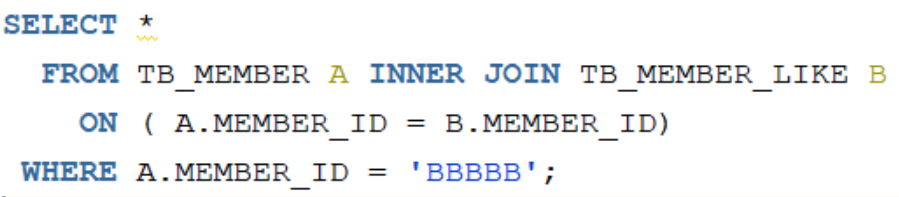 SELECT *
FROM TB_MEMBER A INNER JOIN TB_MEMBER_LIKE B
ON ( A.MEMBER_ID = B.MEMBER_ID)
WHERE A.MEMBER_ID = 'BBBBB';